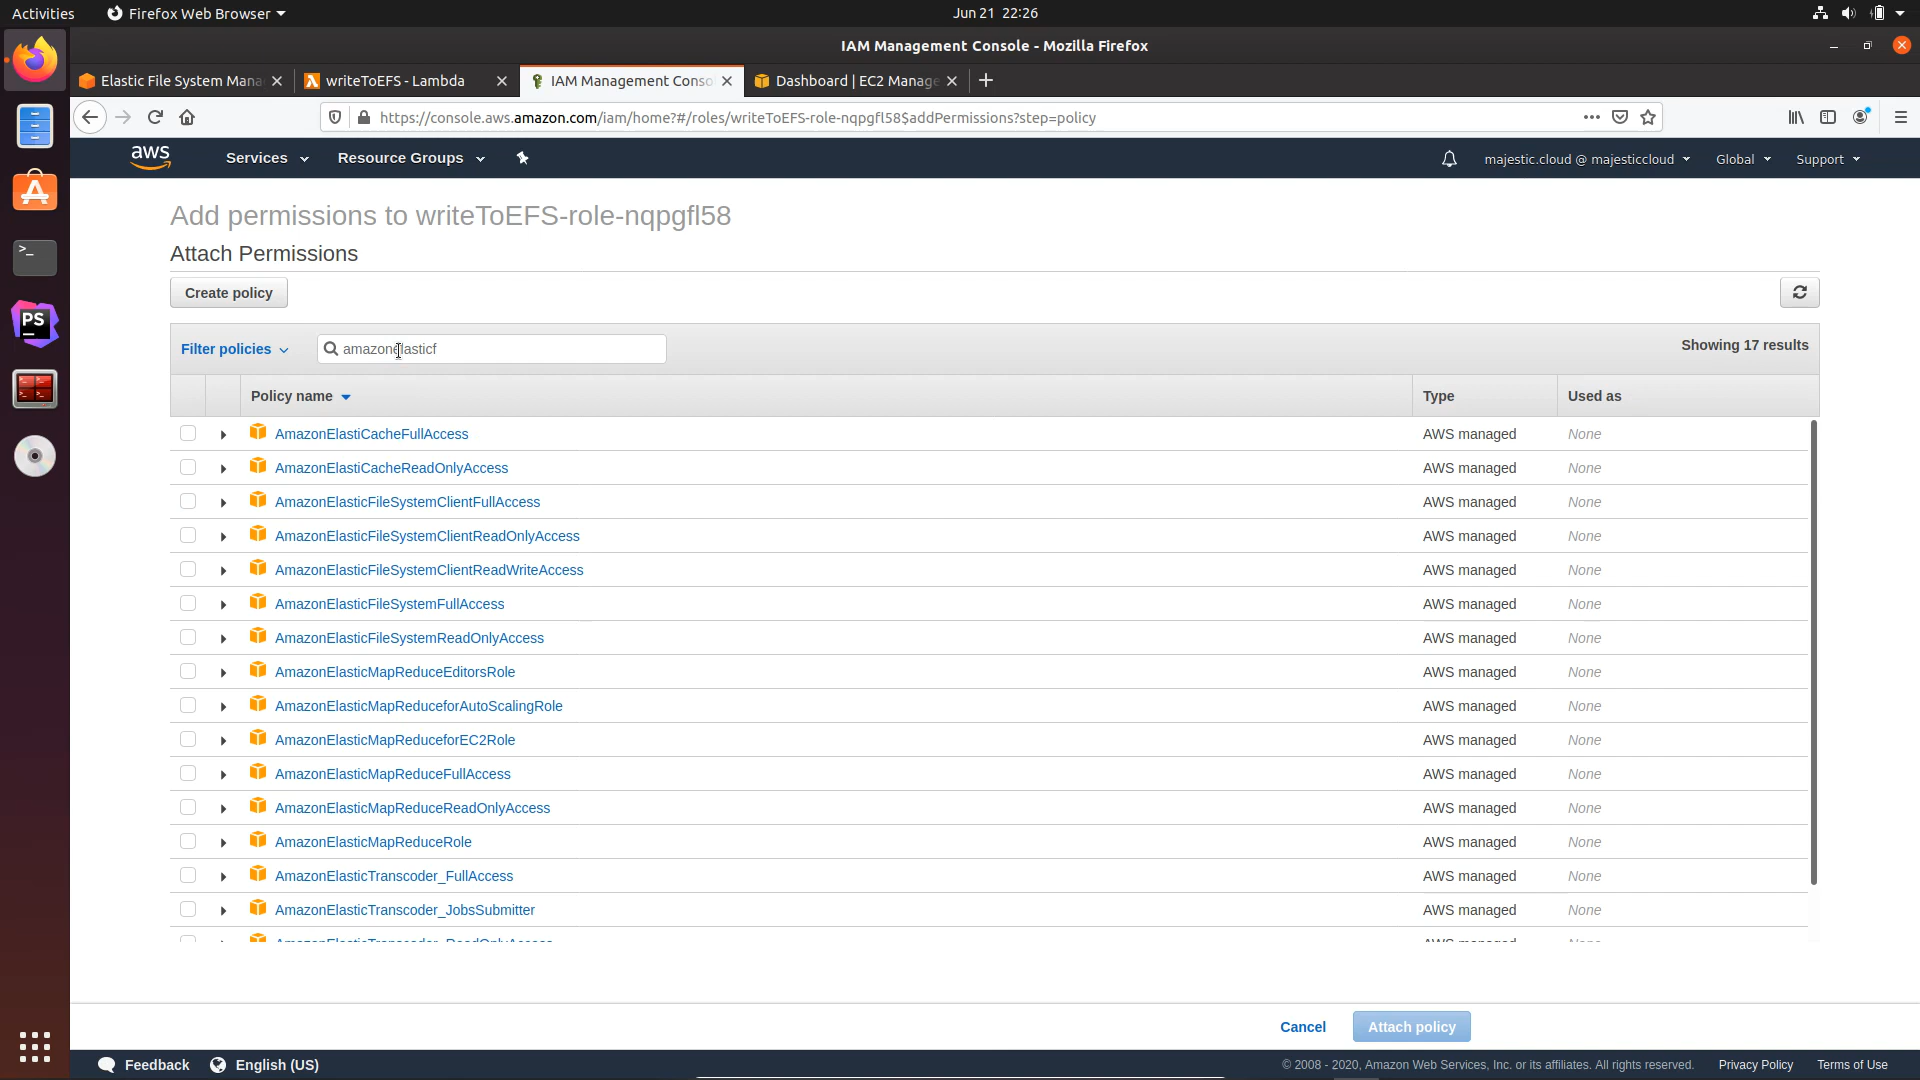 Activities
Firefox Web Browser
Jun 21 22:26
IAM Management Console - Mozilla Firefox
Elastic File System Mana
writeToEFS - Lambda
IAM Management Conso
Dashboard | EC2 Manage
https://console.aws.amazon.com/iam/home?#/roles/writeToEFS-role-nqpgfl58$addPermissions?step=policy
aws
Services
Resource Groups
majestic.cloud @ majesticcloud
Global
Support
Add permissions to writeToEFS-role-nqpgfl58
Attach Permissions
Create policy
Filter policies
amazonelasticf
Showing 17 results
Policy name
Type
Used as
AmazonElastiCacheFullAccess AWS managed None
AmazonElastiCacheReadOnlyAccess AWS managed None
AmazonElasticFileSystemClientFullAccess AWS managed None
AmazonElasticFileSystemClientReadOnlyAccess AWS managed None
AmazonElasticFileSystemClientReadWriteAccess AWS managed None
AmazonElasticFileSystemFullAccess AWS managed None
AmazonElasticFileSystemReadOnlyAccess AWS managed None
AmazonElasticMapReduceEditorsRole AWS managed None
AmazonElasticMapReduceforAutoScalingRole AWS managed None
AmazonElasticMapReduceforEC2Role AWS managed None
AmazonElasticMapReduceFullAccess AWS managed None
AmazonElasticMapReduceReadOnlyAccess AWS managed None
AmazonElasticMapReduceRole AWS managed None
AmazonElasticTranscoder_FullAccess AWS managed None
AmazonElasticTranscoder_JobsSubmitter AWS managed None
AmazonElasticTranscoder_ReadOnlyAccess AWS managed None
Cancel
Attach policy
Feedback
English (US)
© 2008 - 2020, Amazon Web Services, Inc. or its affiliates. All rights reserved.
Privacy Policy
Terms of Use
PS